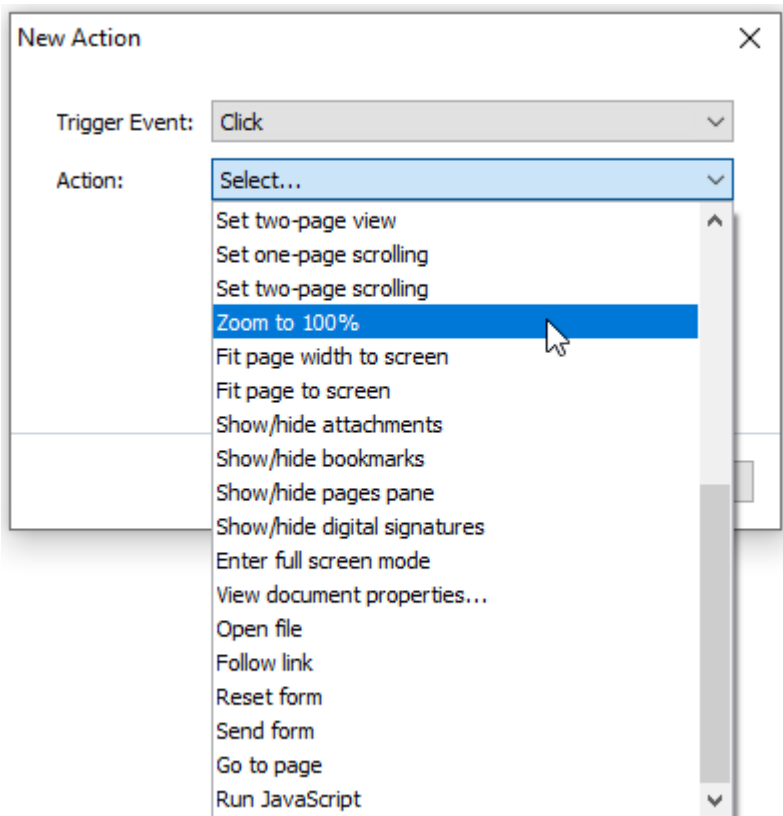 New Action
Trigger Event: Click
Action: Select...
Set two-page view
Set one-page scrolling
Set two-page scrolling
Zoom to 100%
Fit page width to screen
Fit page to screen
Show/hide attachments
Show/hide bookmarks
Show/hide pages pane
Show/hide digital signatures
Enter full screen mode
View document properties...
Open file
Follow link
Reset form
Send form
Go to page
Run JavaScript